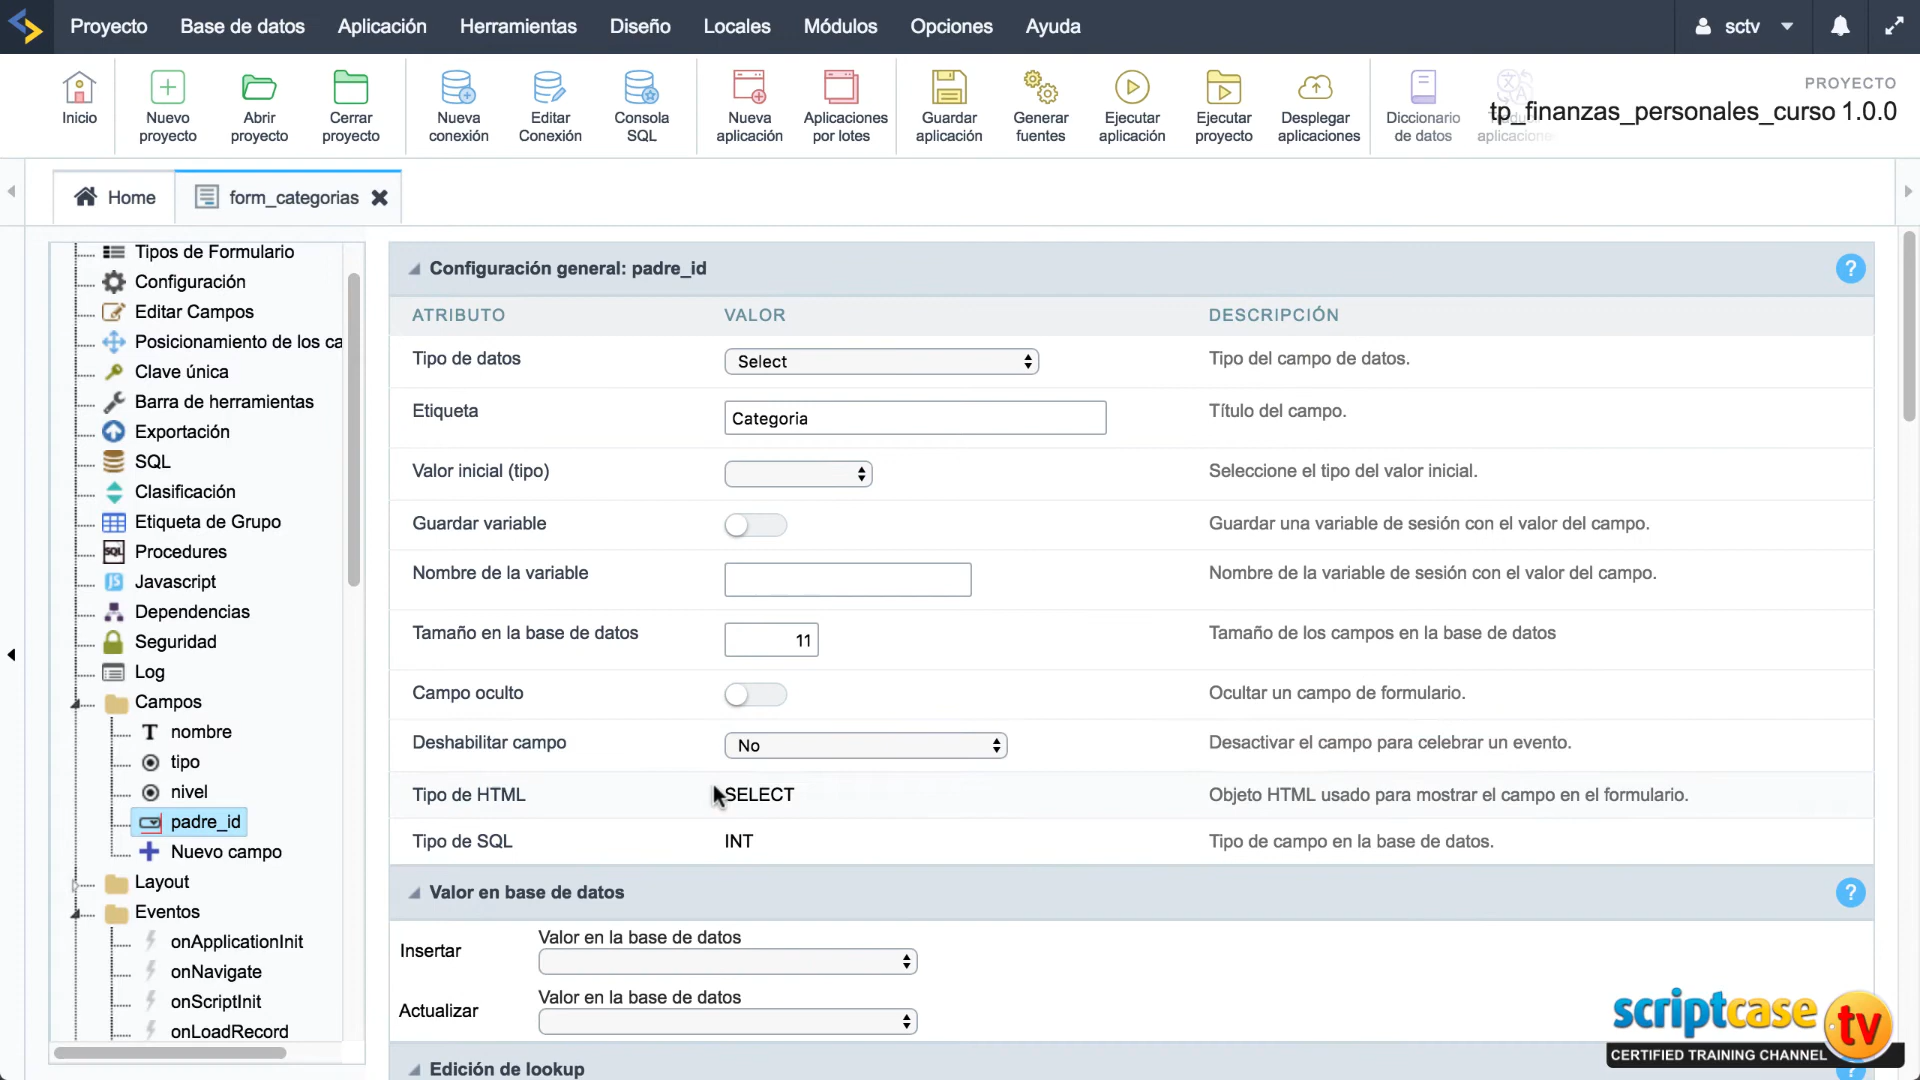 Proyecto Base de datos Aplicación Herramientas Diseño Locales Módulos Opciones Ayuda sctv
Inicio
Nuevo proyecto
Abrir proyecto
Cerrar proyecto
Nueva conexión
Editar Conexión
Consola SQL
Nueva aplicación
Aplicaciones por lotes
Guardar aplicación
Generar fuentes
Ejecutar aplicación
Ejecutar proyecto
Desplegar aplicaciones
Diccionario de datos
PROYECTO
tp_finanzas_personales_curso 1.0.0
Home form_categorias
Tipos de Formulario
Configuración
Editar Campos
Posicionamiento de los ca
Clave única
Barra de herramientas
Exportación
SQL
Clasificación
Etiqueta de Grupo
SQL Procedures
JS Javascript
Dependencias
Seguridad
Log
Campos
nombre
tipo
nivel
padre_id
Nuevo campo
Layout
Eventos
onApplicationInit
onNavigate
onScriptInit
onLoadRecord
Configuración general: padre_id ?
ATRIBUTO VALOR DESCRIPCIÓN
Tipo de datos Select Tipo del campo de datos.
Etiqueta Categoria Título del campo.
Valor inicial (tipo) Seleccione el tipo del valor inicial.
Guardar variable Guardar una variable de sesión con el valor del campo.
Nombre de la variable Nombre de la variable de sesión con el valor del campo.
Tamaño en la base de datos 11 Tamaño de los campos en la base de datos
Campo oculto Ocultar un campo de formulario.
Deshabilitar campo No Desactivar el campo para celebrar un evento.
Tipo de HTML SELECT Objeto HTML usado para mostrar el campo en el formulario.
Tipo de SQL INT Tipo de campo en la base de datos.
Valor en base de datos ?
Valor en la base de datos
Insertar
Valor en la base de datos
Actualizar
Edición de lookup
scriptcase tv
CERTIFIED TRAINING CHANNEL